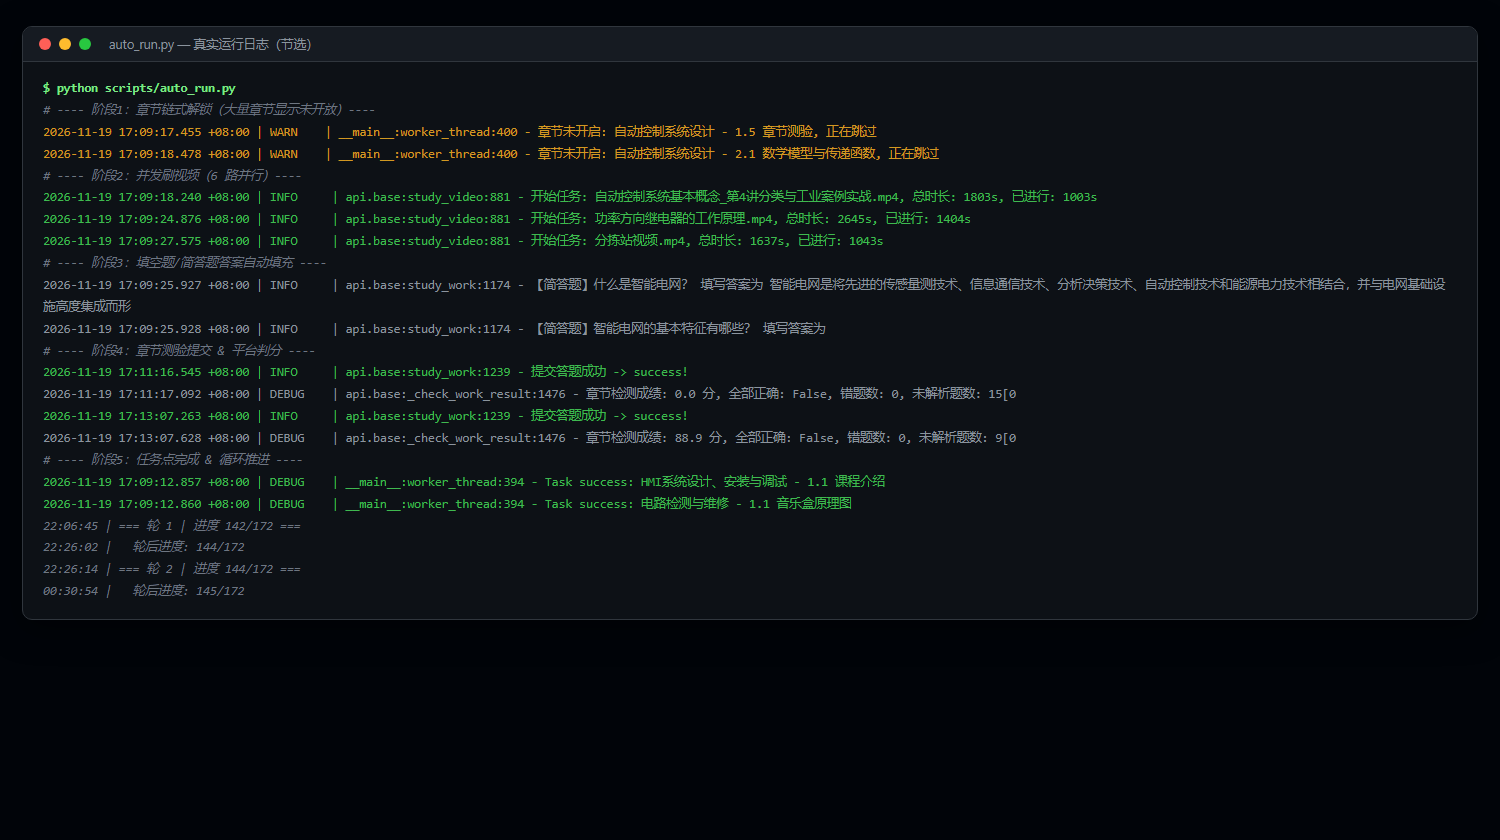 auto_run.py — 真实运行日志（节选）
$ python scripts/auto_run.py
# ---- 阶段1: 章节链式解锁（大量章节显示未开放）----
2026-11-19 17:09:17.455 +08:00 | WARN    | __main__:worker_thread:400 - 章节未开启: 自动控制系统设计 - 1.5 章节测验, 正在跳过
2026-11-19 17:09:18.478 +08:00 | WARN    | __main__:worker_thread:400 - 章节未开启: 自动控制系统设计 - 2.1 数学模型与传递函数, 正在跳过
# ---- 阶段2: 并发刷视频（6 路并行）----
2026-11-19 17:09:18.240 +08:00 | INFO     | api.base:study_video:881 - 开始任务: 自动控制系统基本概念_第4讲分类与工业案例实战.mp4, 总时长: 1803s, 已进行: 1003s
2026-11-19 17:09:24.876 +08:00 | INFO     | api.base:study_video:881 - 开始任务: 功率方向继电器的工作原理.mp4, 总时长: 2645s, 已进行: 1404s
2026-11-19 17:09:27.575 +08:00 | INFO     | api.base:study_video:881 - 开始任务: 分拣站视频.mp4, 总时长: 1637s, 已进行: 1043s
# ---- 阶段3: 填空题/简答题答案自动填充 ----
2026-11-19 17:09:25.927 +08:00 | INFO     | api.base:study_work:1174 - 【简答题】什么是智能电网？ 填写答案为 智能电网是将先进的传感量测技术、信息通信技术、分析决策技术、自动控制技术和能源电力技术相结合，并与电网基础设
施高度集成而形
2026-11-19 17:09:25.928 +08:00 | INFO     | api.base:study_work:1174 - 【简答题】智能电网的基本特征有哪些？ 填写答案为
# ---- 阶段4: 章节测验提交 & 平台判分 ----
2026-11-19 17:11:16.545 +08:00 | INFO     | api.base:study_work:1239 - 提交答题成功 -> success!
2026-11-19 17:11:17.092 +08:00 | DEBUG    | api.base:_check_work_result:1476 - 章节检测成绩: 0.0 分, 全部正确: False, 错题数: 0, 未解析题数: 15[0
2026-11-19 17:13:07.263 +08:00 | INFO     | api.base:study_work:1239 - 提交答题成功 -> success!
2026-11-19 17:13:07.628 +08:00 | DEBUG    | api.base:_check_work_result:1476 - 章节检测成绩: 88.9 分, 全部正确: False, 错题数: 0, 未解析题数: 9[0
# ---- 阶段5: 任务点完成 & 循环推进 ----
2026-11-19 17:09:12.857 +08:00 | DEBUG    | __main__:worker_thread:394 - Task success: HMI系统设计、安装与调试 - 1.1 课程介绍
2026-11-19 17:09:12.860 +08:00 | DEBUG    | __main__:worker_thread:394 - Task success: 电路检测与维修 - 1.1 音乐盒原理图
22:06:45 | === 轮 1 | 进度 142/172 ===
22:26:02 |   轮后进度: 144/172
22:26:14 | === 轮 2 | 进度 144/172 ===
00:30:54 |   轮后进度: 145/172